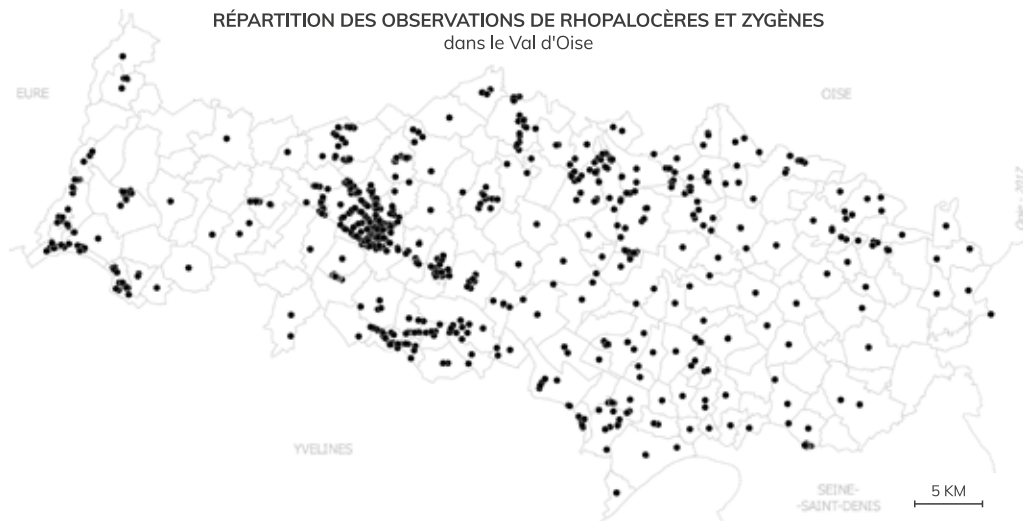 RÉPARTITION DES OBSERVATIONS DE RHOPALOCÈRES ET ZYGÈNES
dans le Val d'Oise
EURE
OISE
YVELINES
SEINE-
-SAINT-DENIS
5 KM